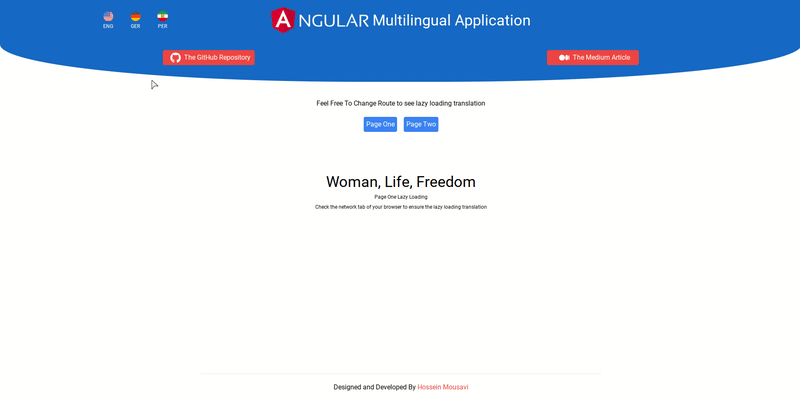 ENG GER PER
ANGULAR Multilingual Application
The GitHub Repository
The Medium Article
Feel Free To Change Route to see lazy loading translation
Page One Page Two
Woman, Life, Freedom
Page One Lazy Loading
Check the network tab of your browser to ensure the lazy loading translation
Designed and Developed By Hossein Mousavi